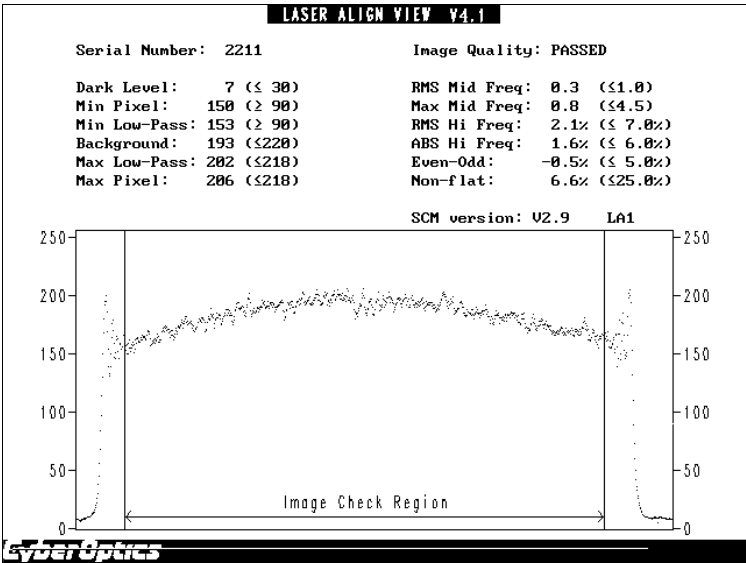 LASER ALIGN VIEW V4.1
Serial Number: 2211
Image Quality: PASSED
Dark Level: 7 (≤ 30)
Min Pixel: 150 (≥ 90)
Min Low-Pass: 153 (≥ 90)
Background: 193 (≤220)
Max Low-Pass: 202 (≤218)
Max Pixel: 206 (≤218)
RMS Mid Freq: 0.3 (≤1.0)
Max Mid Freq: 0.8 (≤4.5)
RMS Hi Freq: 2.1% (≤ 7.0%)
ABS Hi Freq: 1.6% (≤ 6.0%)
Even-Odd: -0.5% (≤ 5.0%)
Non-flat: 6.6% (≤25.0%)
SCM version: V2.9 LA1
250 250
200 200
150 150
100 100
50 50
Image Check Region
0 0
CyberOptics